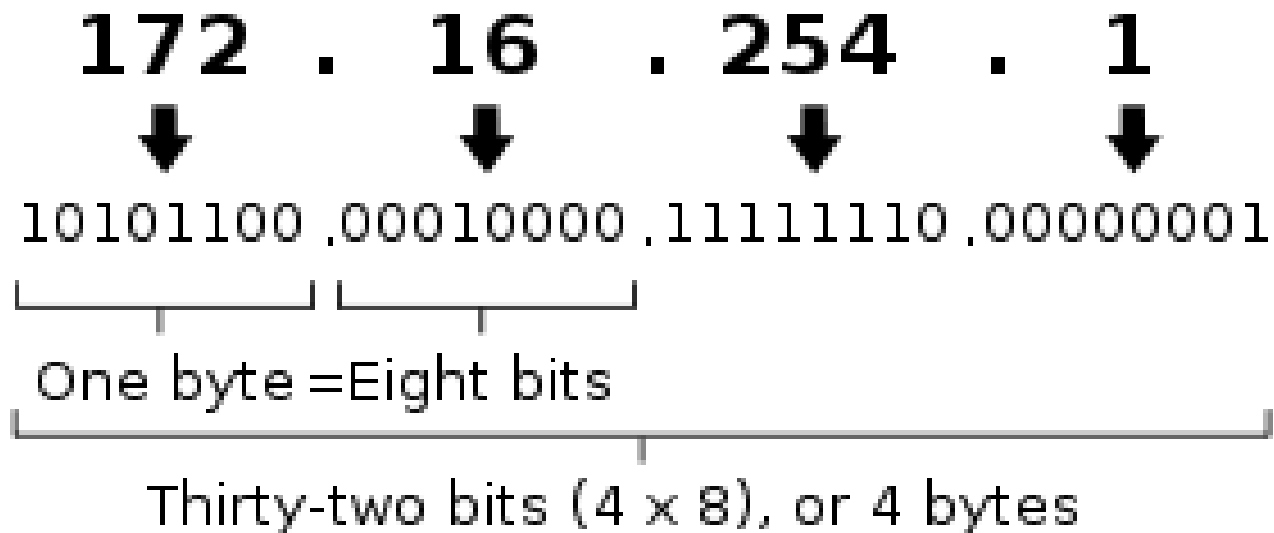 172 . 16 . 254 . 1
10101100 .00010000 .11111110 .00000001
One byte =Eight bits
Thirty-two bits (4 x 8), or 4 bytes